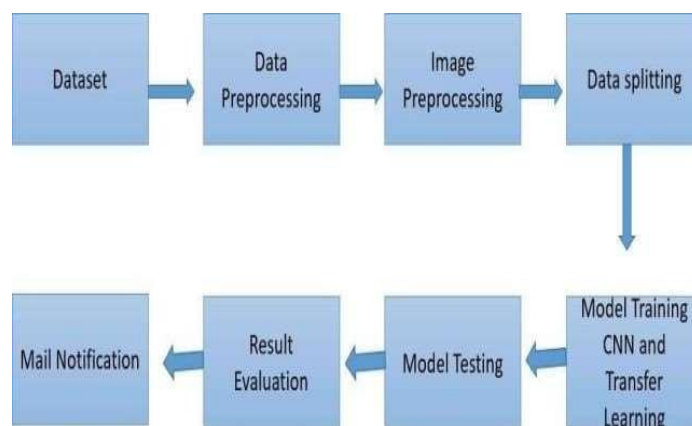 Dataset
Data
Preprocessing
Image
Preprocessing
Data splitting
Model Training
CNN and
Transfer
Learning
Model Testing
Result
Evaluation
Mail Notification